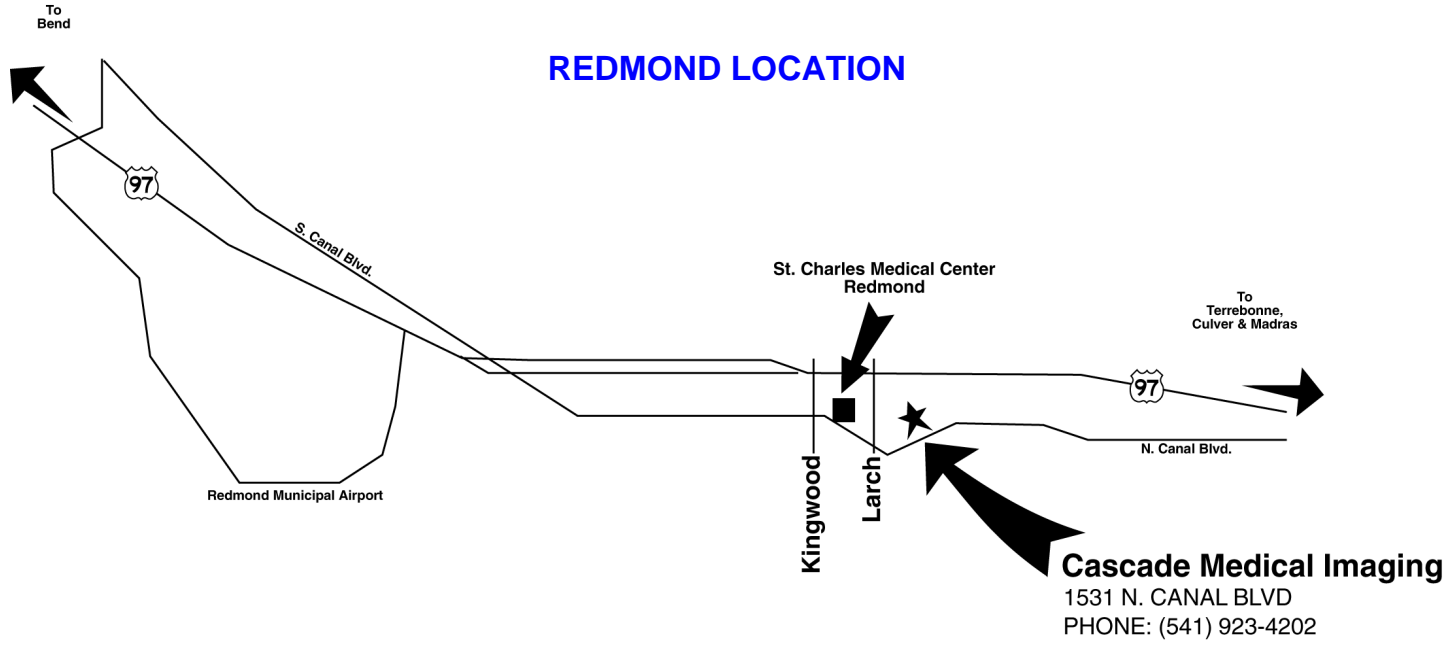 To
Bend
REDMOND LOCATION
97
S. Canal Blvd.
St. Charles Medical Center
Redmond
To
Terrebonne,
Culver & Madras
97
N. Canal Blvd.
Kingwood
Larch
Redmond Municipal Airport
Cascade Medical Imaging
1531 N. CANAL BLVD
PHONE: (541) 923-4202